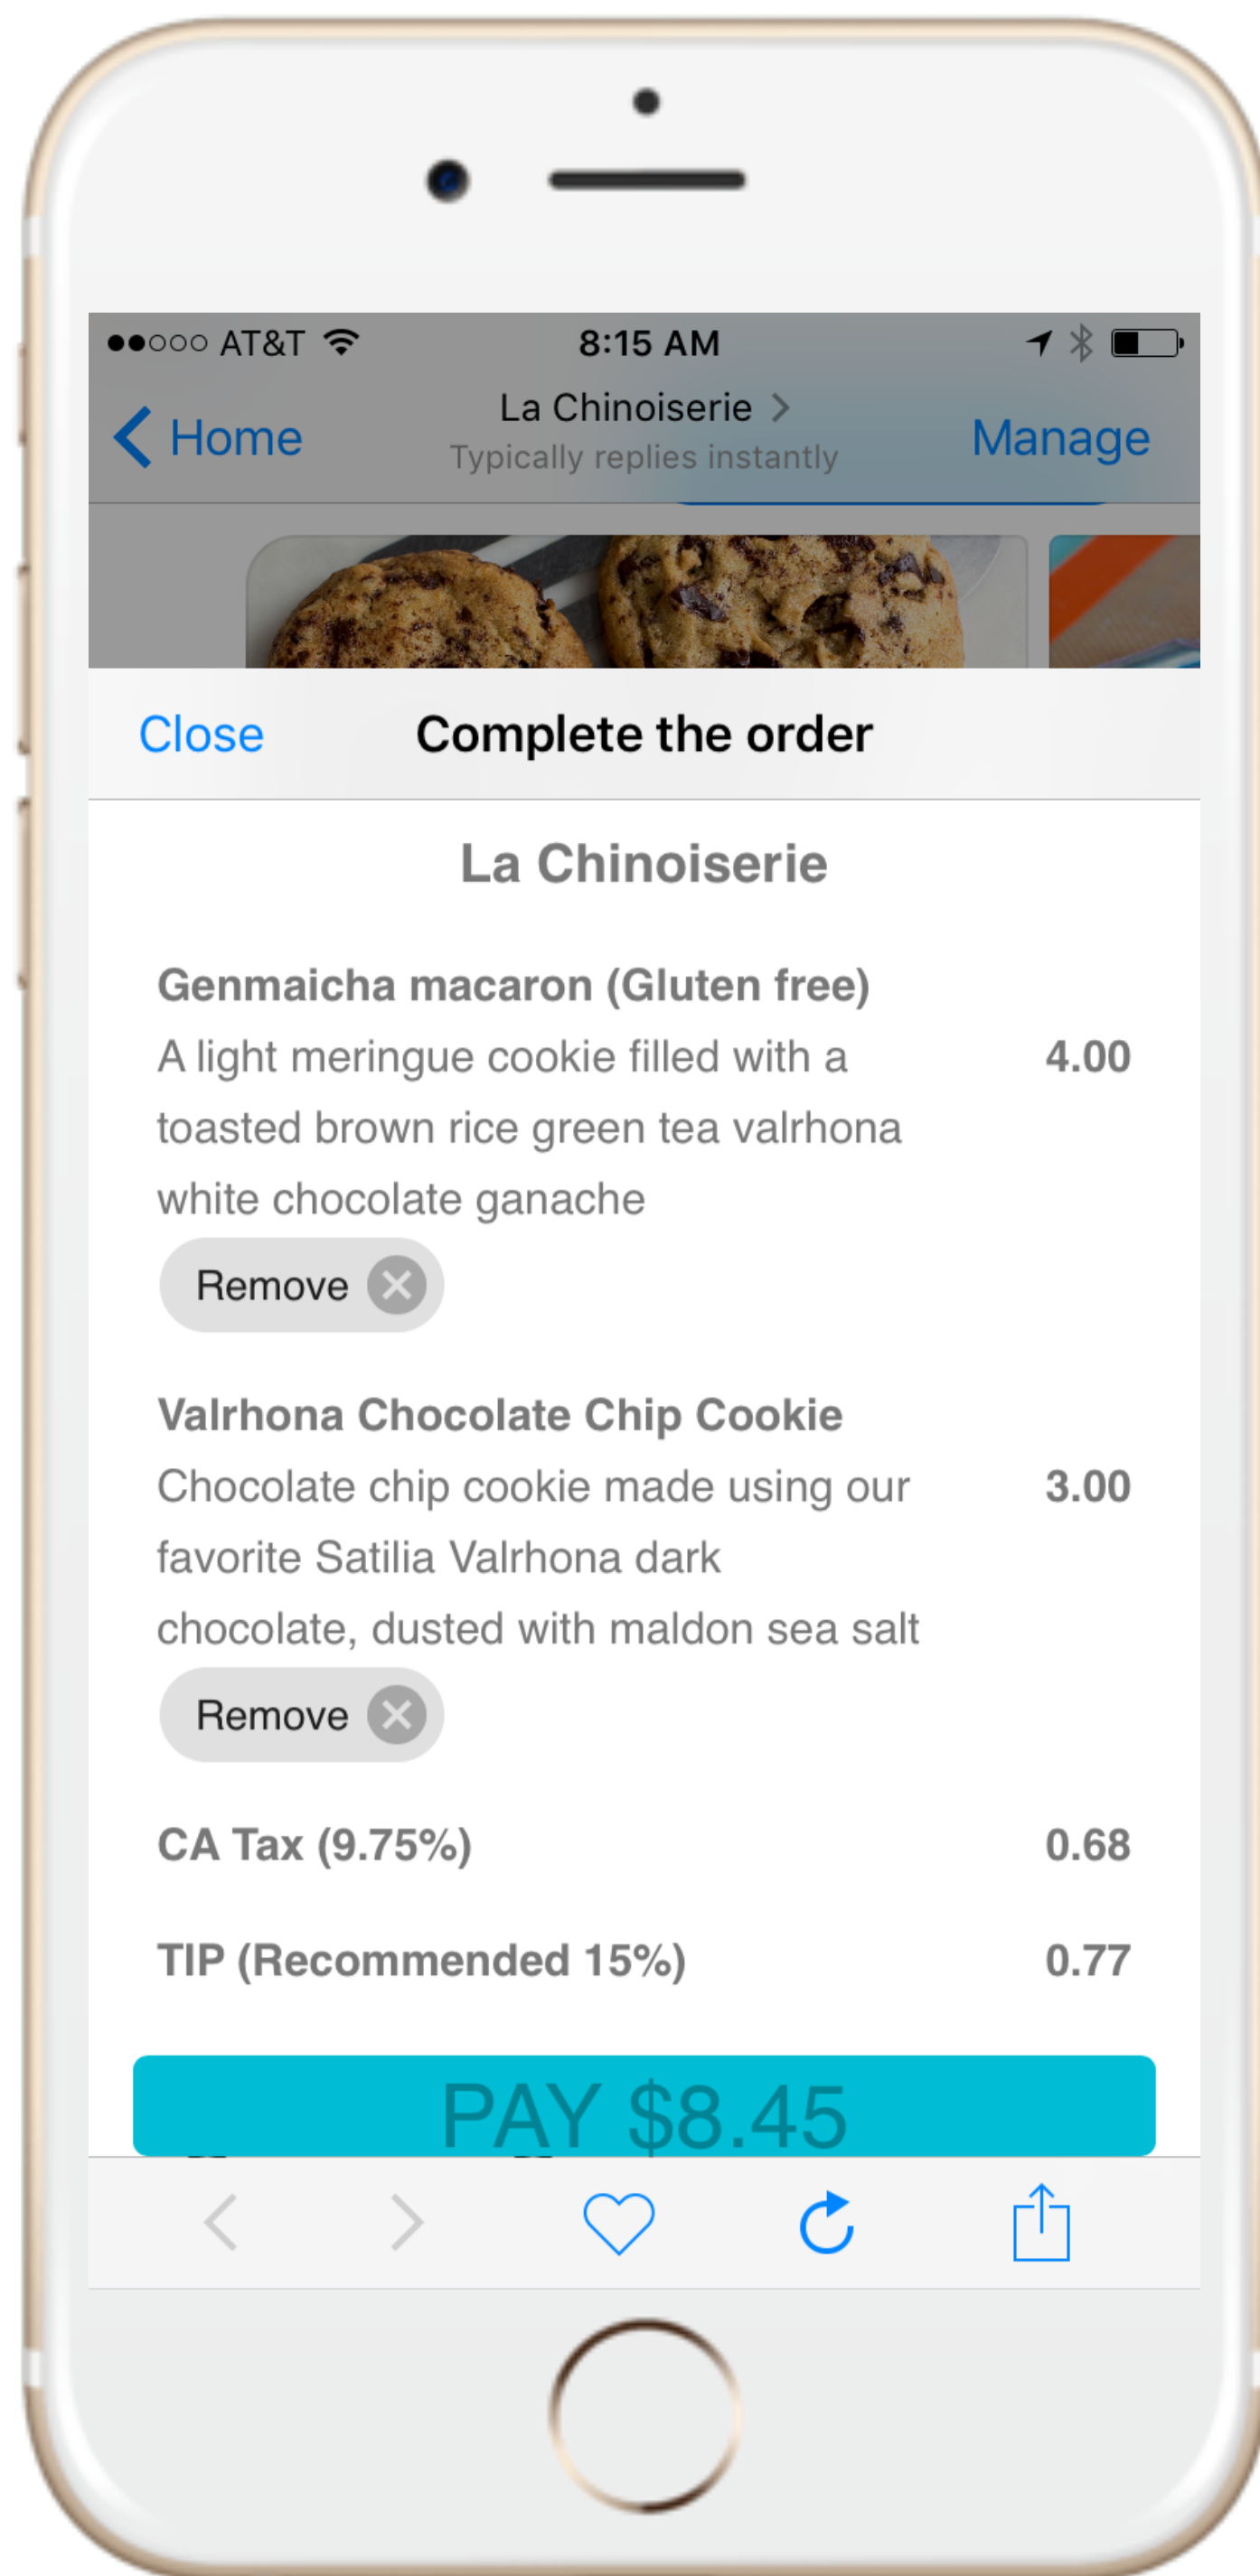 AT&T 8:15 AM
Home
La Chinoiserie
Typically replies instantly
Manage
Close
Complete the order
La Chinoiserie
Genmaicha macaron (Gluten free)
A light meringue cookie filled with a 4.00
toasted brown rice green tea valrhona
white chocolate ganache
Remove
Valrhona Chocolate Chip Cookie
Chocolate chip cookie made using our 3.00
favorite Satilia Valrhona dark
chocolate, dusted with maldon sea salt
Remove
CA Tax (9.75%) 0.68
TIP (Recommended 15%) 0.77
PAY $8.45